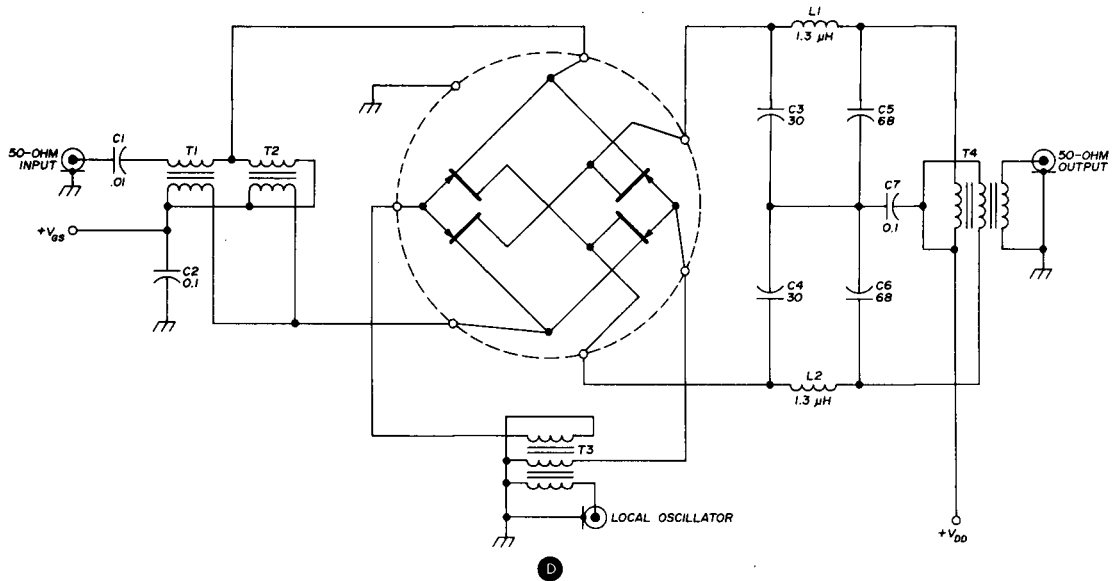 L1
1.3 μH
50-OHM
INPUT
C1
.01
T1
T2
C3
30
C5
68
T4
50-OHM
OUTPUT
C7
0.1
+VGS
C2
0.1
C4
30
C6
68
L2
1.3 μH
T3
LOCAL OSCILLATOR
+VDD
D